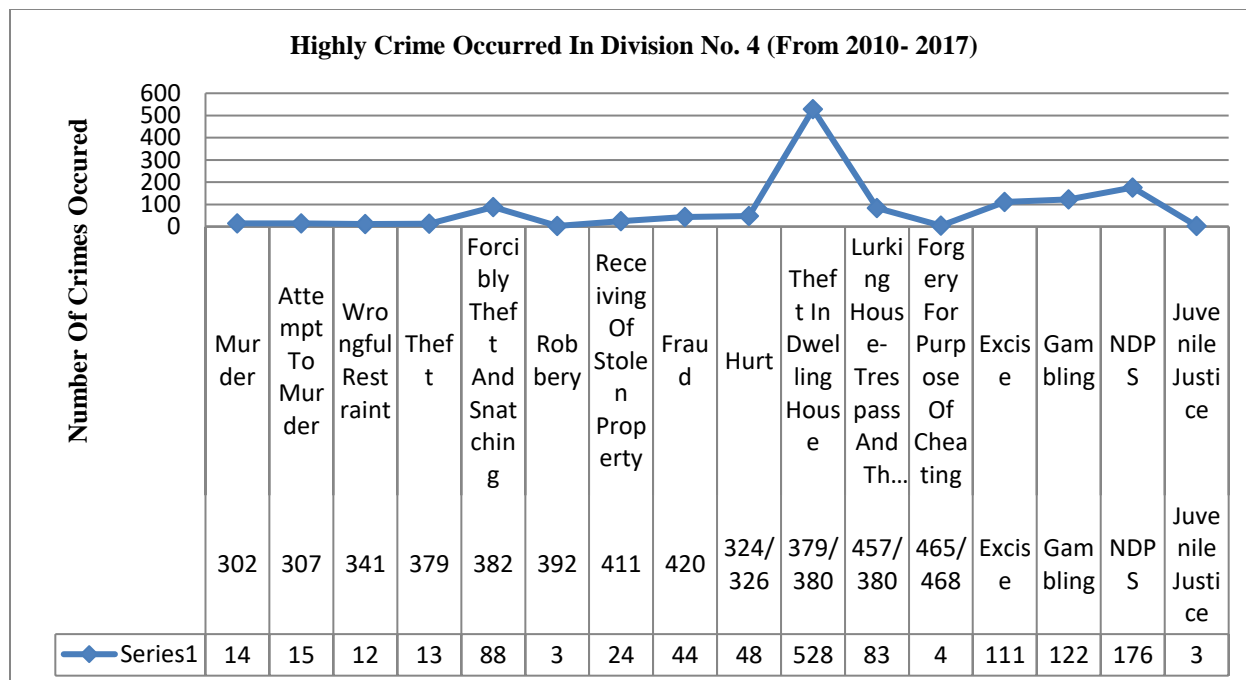 Highly Crime Occurred In Division No. 4 (From 2010- 2017)
Number Of Crimes Occured
600
500
400
300
200
100
0
Mur
der
Atte
mpt
To
Mur
der
Wro
ngful
Rest
raint
Thef
t
Forci
bly
Thef
t
And
Snat
chin
g
Rob
bery
Rece
iving
Of
Stole
n
Prop
erty
Frau
d
Hurt
Thef
t In
Dwel
ling
Hous
e
Lurki
ng
Hous
e-
Tres
pass
And
Th...
Forg
ery
For
Purp
ose
Of
Chea
ting
Excis
e
Gam
bling
NDP
S
Juve
nile
Justi
ce
302 307 341 379 382 392 411 420 324/ 379/ 457/ 465/ Excis Gam NDP Juve
326 380 380 468 e bling S nile
Justi
ce
Series1 14 15 12 13 88 3 24 44 48 528 83 4 111 122 176 3